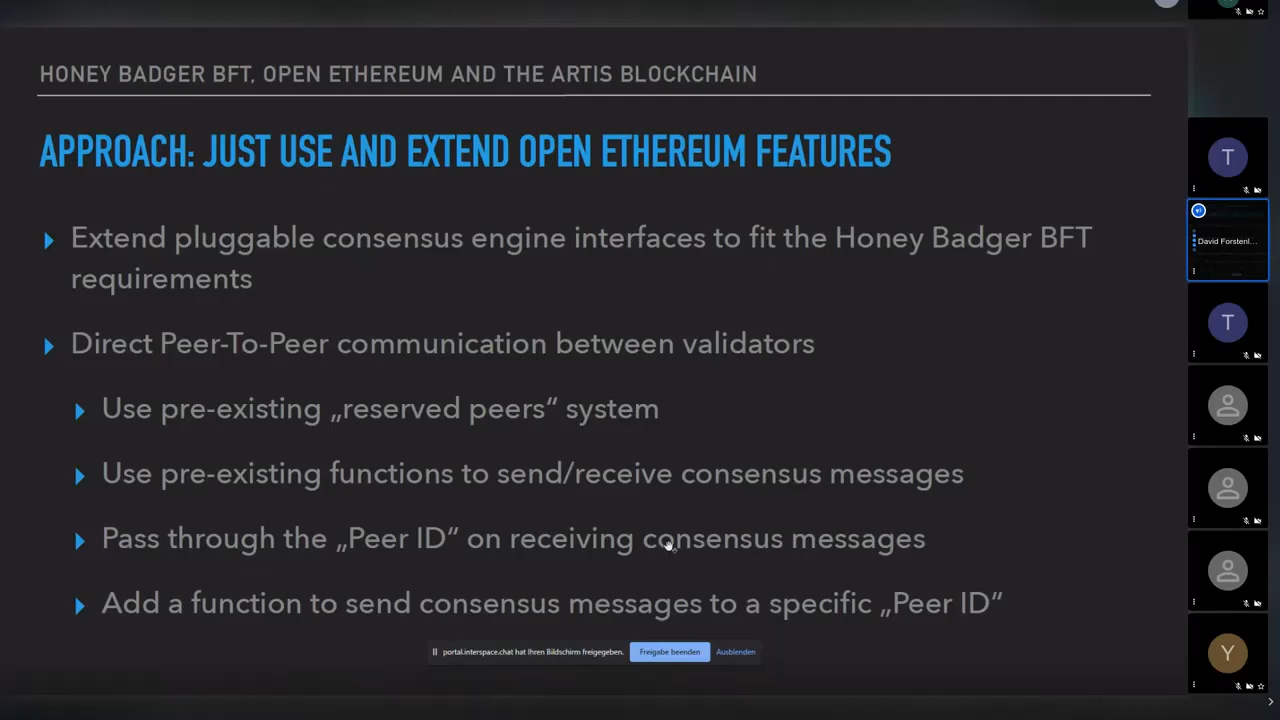 HONEY BADGER BFT, OPEN ETHEREUM AND THE ARTIS BLOCKCHAIN
APPROACH: JUST USE AND EXTEND OPEN ETHEREUM FEATURES
Extend pluggable consensus engine interfaces to fit the Honey Badger BFT
requirements
Direct Peer-To-Peer communication between validators
Use pre-existing „reserved peers“ system
Use pre-existing functions to send/receive consensus messages
Pass through the „Peer ID“ on receiving consensus messages
Add a function to send consensus messages to a specific „Peer ID“
portal.interspace.chat hat Ihren Bildschirm freigegeben.
Freigabe beenden
Ausblenden
T
David Forstenl...
T
Y